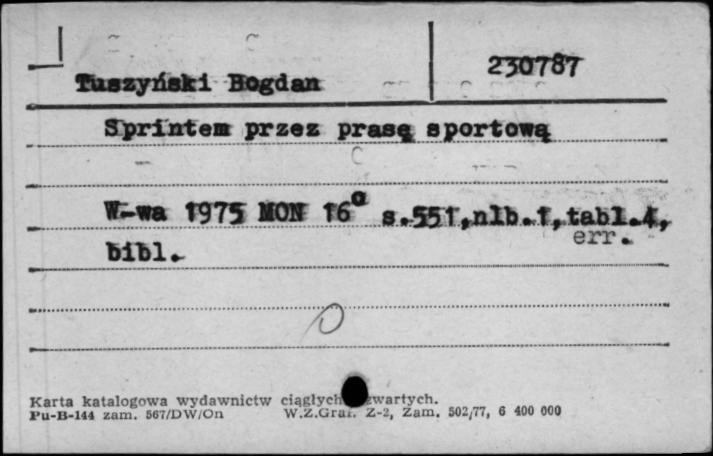 230787
Tuszyński Bogdan
Sprintem przez prasę sportową
W-wa 1975 MON 16° s.551,nlb.1,tabl.4,
err.
bibl.
Karta katalogowa wydawnictw ciągłych zwartych.
Pu-B-144 zam. 567/DW/On W.Z.Graf. Z-2, Zam. 502/77, 6 400 000